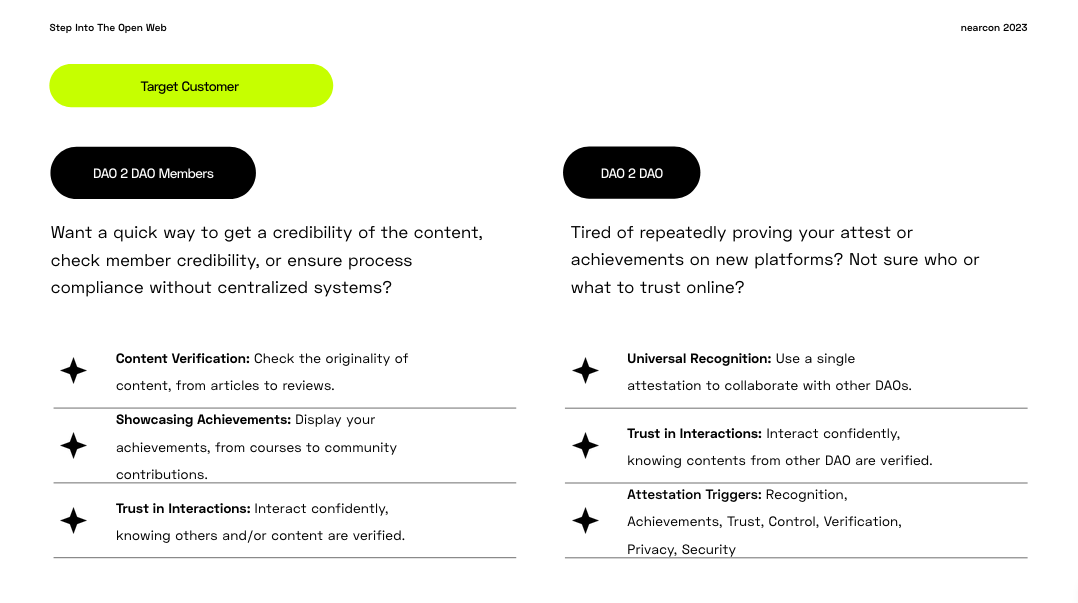 Step Into The Open Web
nearcon 2023
Target Customer
DAO 2 DAO Members
Want a quick way to get a credibility of the content,
check member credibility, or ensure process
compliance without centralized systems?
Content Verification: Check the originality of
content, from articles to reviews.
Showcasing Achievements: Display your
achievements, from courses to community
contributions.
Trust in Interactions: Interact confidently,
knowing others and/or content are verified.
DAO 2 DAO
Tired of repeatedly proving your attest or
achievements on new platforms? Not sure who or
what to trust online?
Universal Recognition: Use a single
attestation to collaborate with other DAOs.
Trust in Interactions: Interact confidently,
knowing contents from other DAO are verified.
Attestation Triggers: Recognition,
Achievements, Trust, Control, Verification,
Privacy, Security